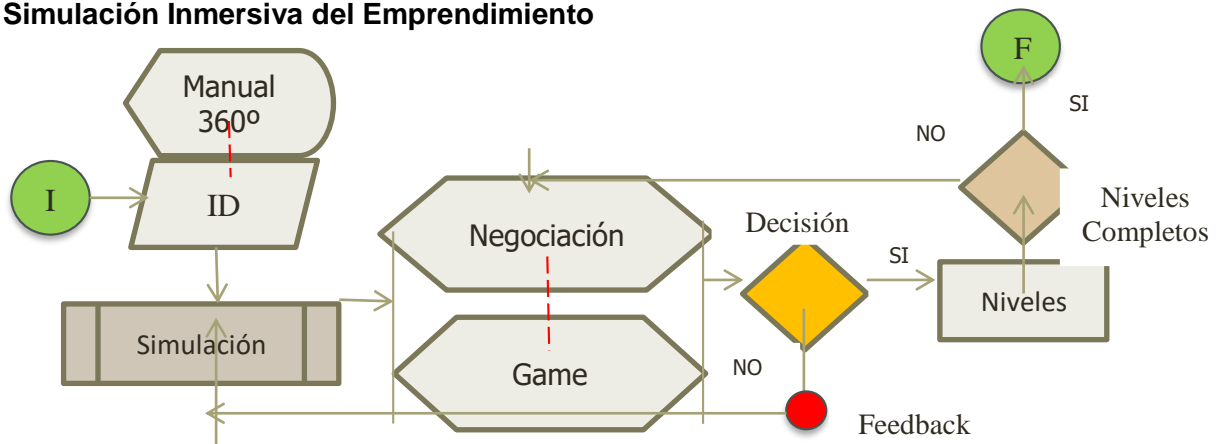 Simulación Inmersiva del Emprendimiento
Manual
360º
I
ID
Simulación
Negociación
Game
Decisión
SI
NO
Feedback
Niveles
Niveles
Completos
NO
SI
F